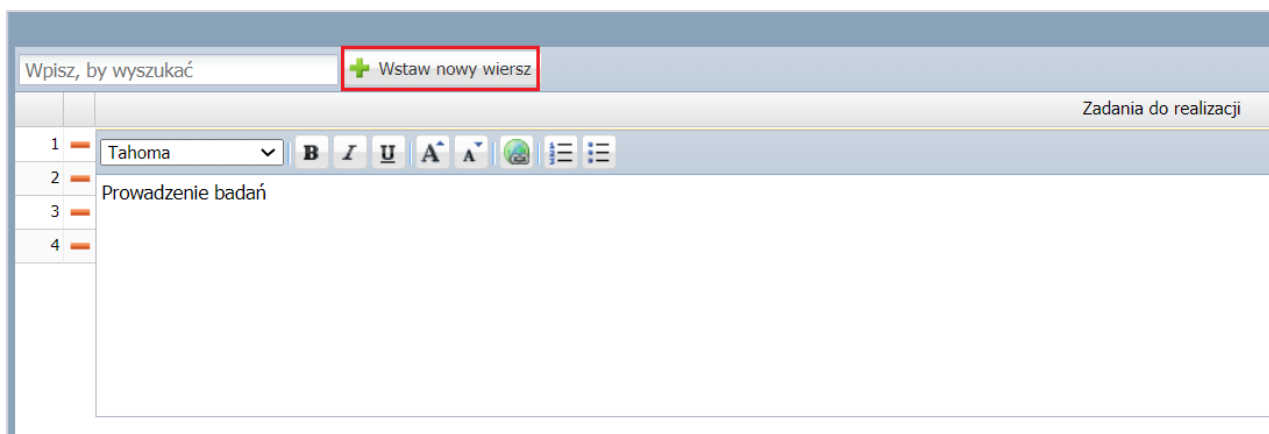 Wpisz, by wyszukać
Wstaw nowy wiersz
Zadania do realizacji
1
Tahoma B I U A A
2
Prowadzenie badań
3
4